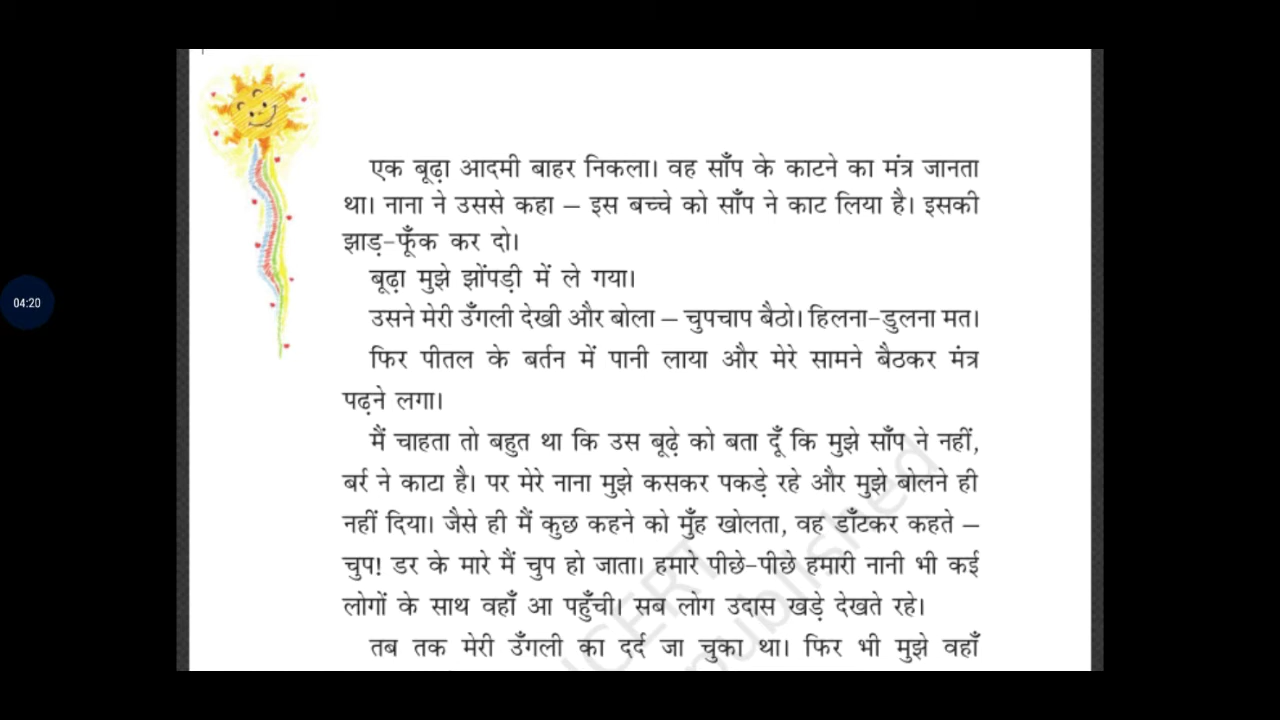 एक बूढ़ा आदमी बाहर निकला। वह साँप के काटने का मंत्र जानता
था। नाना ने उससे कहा – इस बच्चे को साँप ने काट लिया है। इसकी
झाड़-फूँक कर दो।
बूढ़ा मुझे झोंपड़ी में ले गया।
उसने मेरी उँगली देखी और बोला – चुपचाप बैठो। हिलना-डुलना मत।
फिर पीतल के बर्तन में पानी लाया और मेरे सामने बैठकर मंत्र
पढ़ने लगा।
मैं चाहता तो बहुत था कि उस बूढ़े को बता दूँ कि मुझे साँप ने नहीं,
बर्र ने काटा है। पर मेरे नाना मुझे कसकर पकड़े रहे और मुझे बोलने ही
नहीं दिया। जैसे ही मैं कुछ कहने को मुँह खोलता, वह डाँटकर कहते –
चुप! डर के मारे मैं चुप हो जाता। हमारे पीछे-पीछे हमारी नानी भी कई
लोगों के साथ वहाँ आ पहुँची। सब लोग उदास खड़े देखते रहे।
तब तक मेरी उँगली का दर्द जा चुका था। फिर भी मुझे वहाँ
04:20
NCERT
published